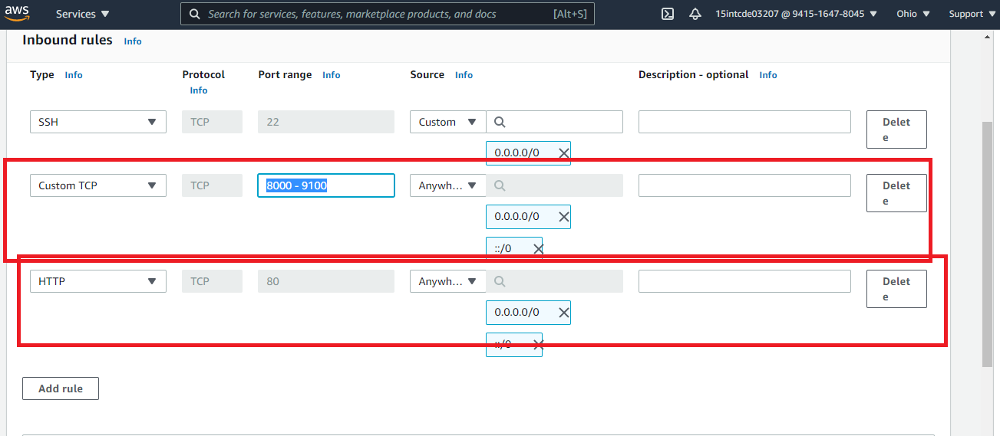 aws Services Search for services, features, marketplace products, and docs [Alt+S] 15intcde03207 @ 9415-1647-8045 Ohio Support
Inbound rules Info
Type Info Protocol Info Port range Info Source Info Description - optional Info
SSH TCP 22 Custom Delet
e
0.0.0.0/0
Custom TCP TCP 8000 - 9100 Anywh... Delet
e
0.0.0.0/0
::/0
HTTP TCP 80 Anywh... Delet
e
0.0.0.0/0
::/0
Add rule